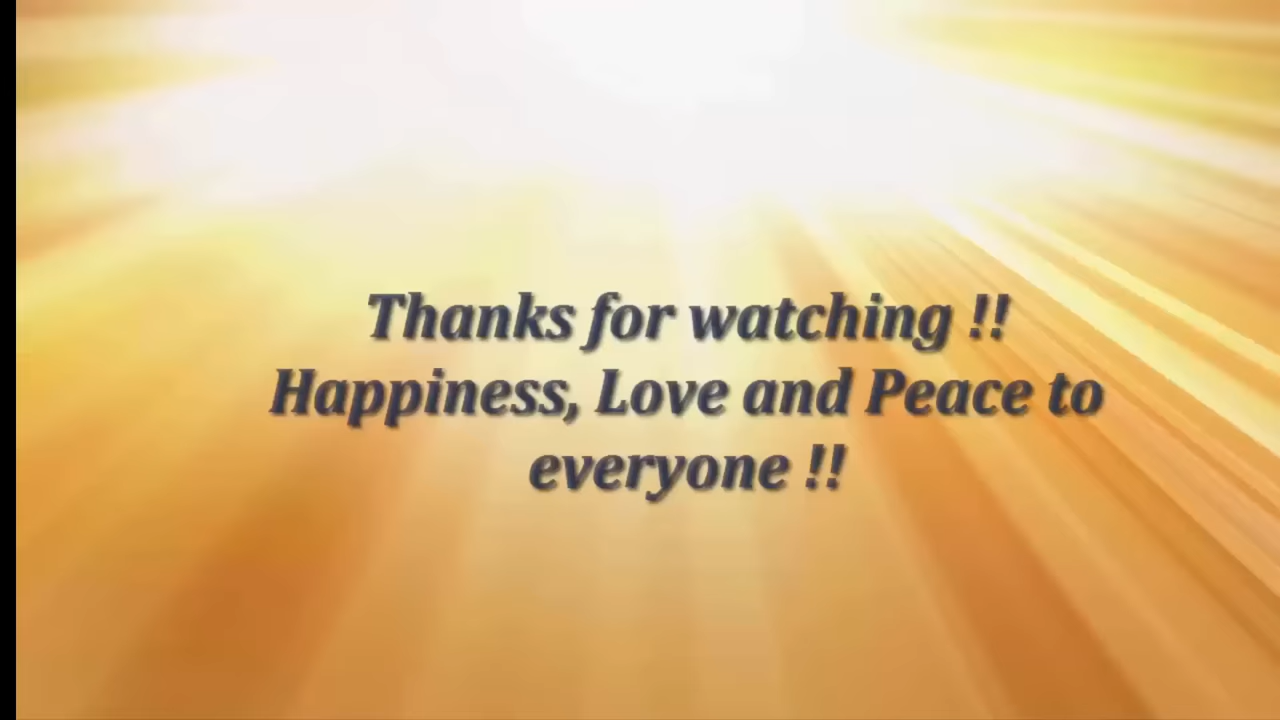 Thanks for watching !!
Happiness, Love and Peace to
everyone !!